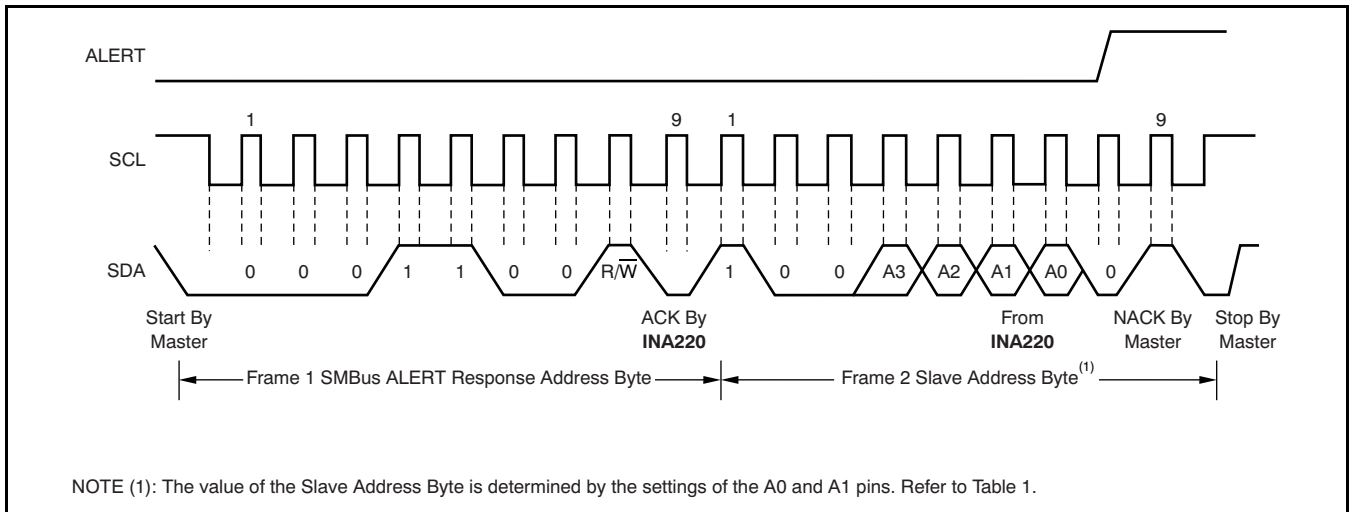 ALERT
1 9 1 9
SCL
SDA 0 0 0 1 1 0 0 R/W̅ 1 0 0 A3 A2 A1 A0 0
Start By Master
ACK By INA220
From INA220
NACK By Master
Stop By Master
Frame 1 SMBus ALERT Response Address Byte
Frame 2 Slave Address Byte(1)
NOTE (1): The value of the Slave Address Byte is determined by the settings of the A0 and A1 pins. Refer to Table 1.